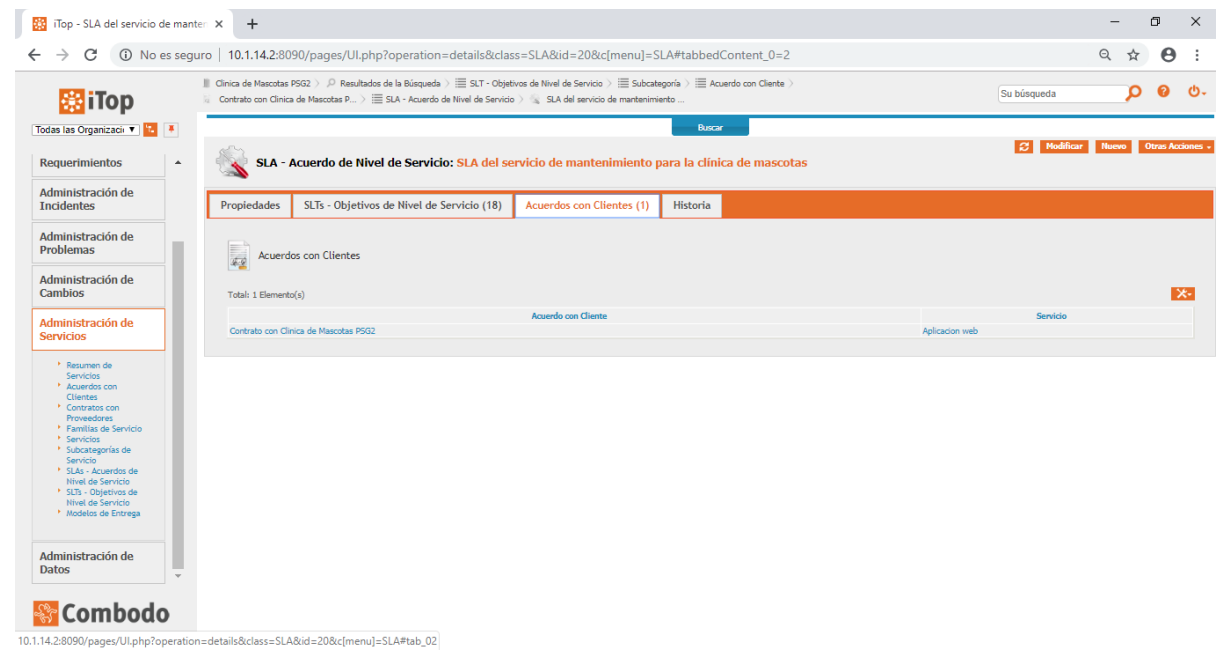 iTop - SLA del servicio de manter
No es seguro
10.1.14.2:8090/pages/UI.php?operation=details&class=SLA&id=20&c[menu]=SLA#tabbedContent_0=2
Clinica de Mascotas PSG2 > Resultados de la Búsqueda > SLT - Objetivos de Nivel de Servicio > Subcategoría > Acuerdo con Cliente >
Contrato con Clinica de Mascotas P... > SLA - Acuerdo de Nivel de Servicio > SLA del servicio de mantenimiento ...
Su búsqueda
iTop
Todas las Organizaci
Buscar
SLA - Acuerdo de Nivel de Servicio: SLA del servicio de mantenimiento para la clínica de mascotas
Modificar
Nuevo
Otras Acciones
Requerimientos
Administración de
Incidentes
Administración de
Problemas
Administración de
Cambios
Administración de
Servicios
Resumen de
Servicios
Acuerdos con
Clientes
Contratos con
Proveedores
Familias de Servicio
Servicios
Subcategorías de
Servicio
SLAs - Acuerdos de
Nivel de Servicio
SLTs - Objetivos de
Nivel de Servicio
Modelos de Entrega
Administración de
Datos
Combodo
Propiedades
SLTs - Objetivos de Nivel de Servicio (18)
Acuerdos con Clientes (1)
Historia
Acuerdos con Clientes
Total: 1 Elemento(s)
Acuerdo con Cliente
Servicio
Contrato con Clinica de Mascotas PSG2
Aplicacion web
10.1.14.2:8090/pages/UI.php?operation=details&class=SLA&id=20&c[menu]=SLA#tab_02